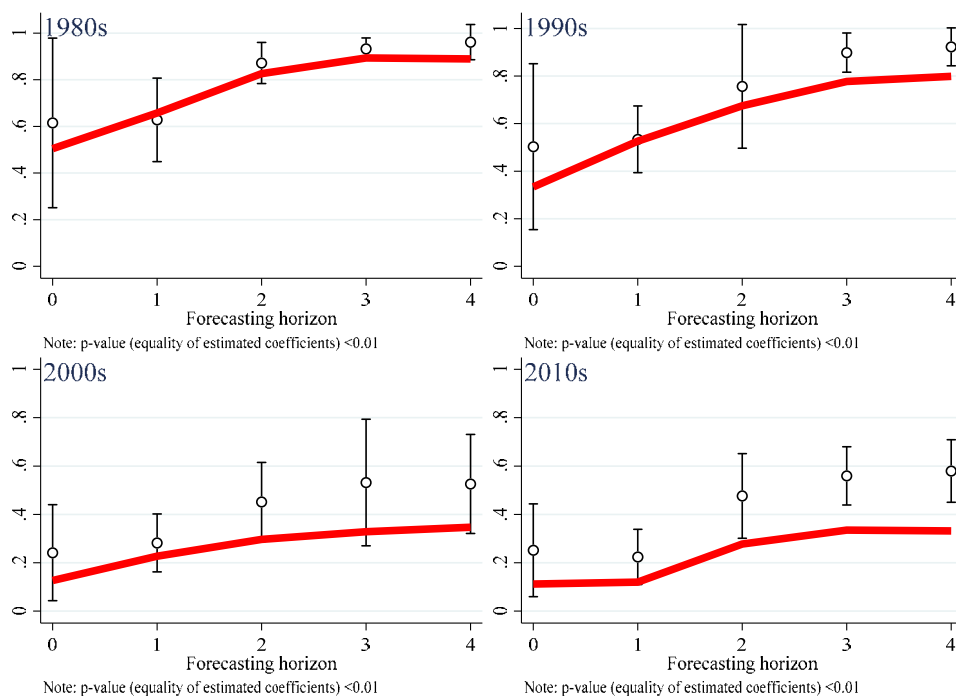 1980s
1
.8
.6
.4
.2
0
0 1 2 3 4
Forecasting horizon
Note: p-value (equality of estimated coefficients) <0.01
1990s
1
.8
.6
.4
.2
0
0 1 2 3 4
Forecasting horizon
Note: p-value (equality of estimated coefficients) <0.01
2000s
.8
.6
.4
.2
0
0 1 2 3 4
Forecasting horizon
Note: p-value (equality of estimated coefficients) <0.01
2010s
.8
.6
.4
.2
0
0 1 2 3 4
Forecasting horizon
Note: p-value (equality of estimated coefficients) <0.01